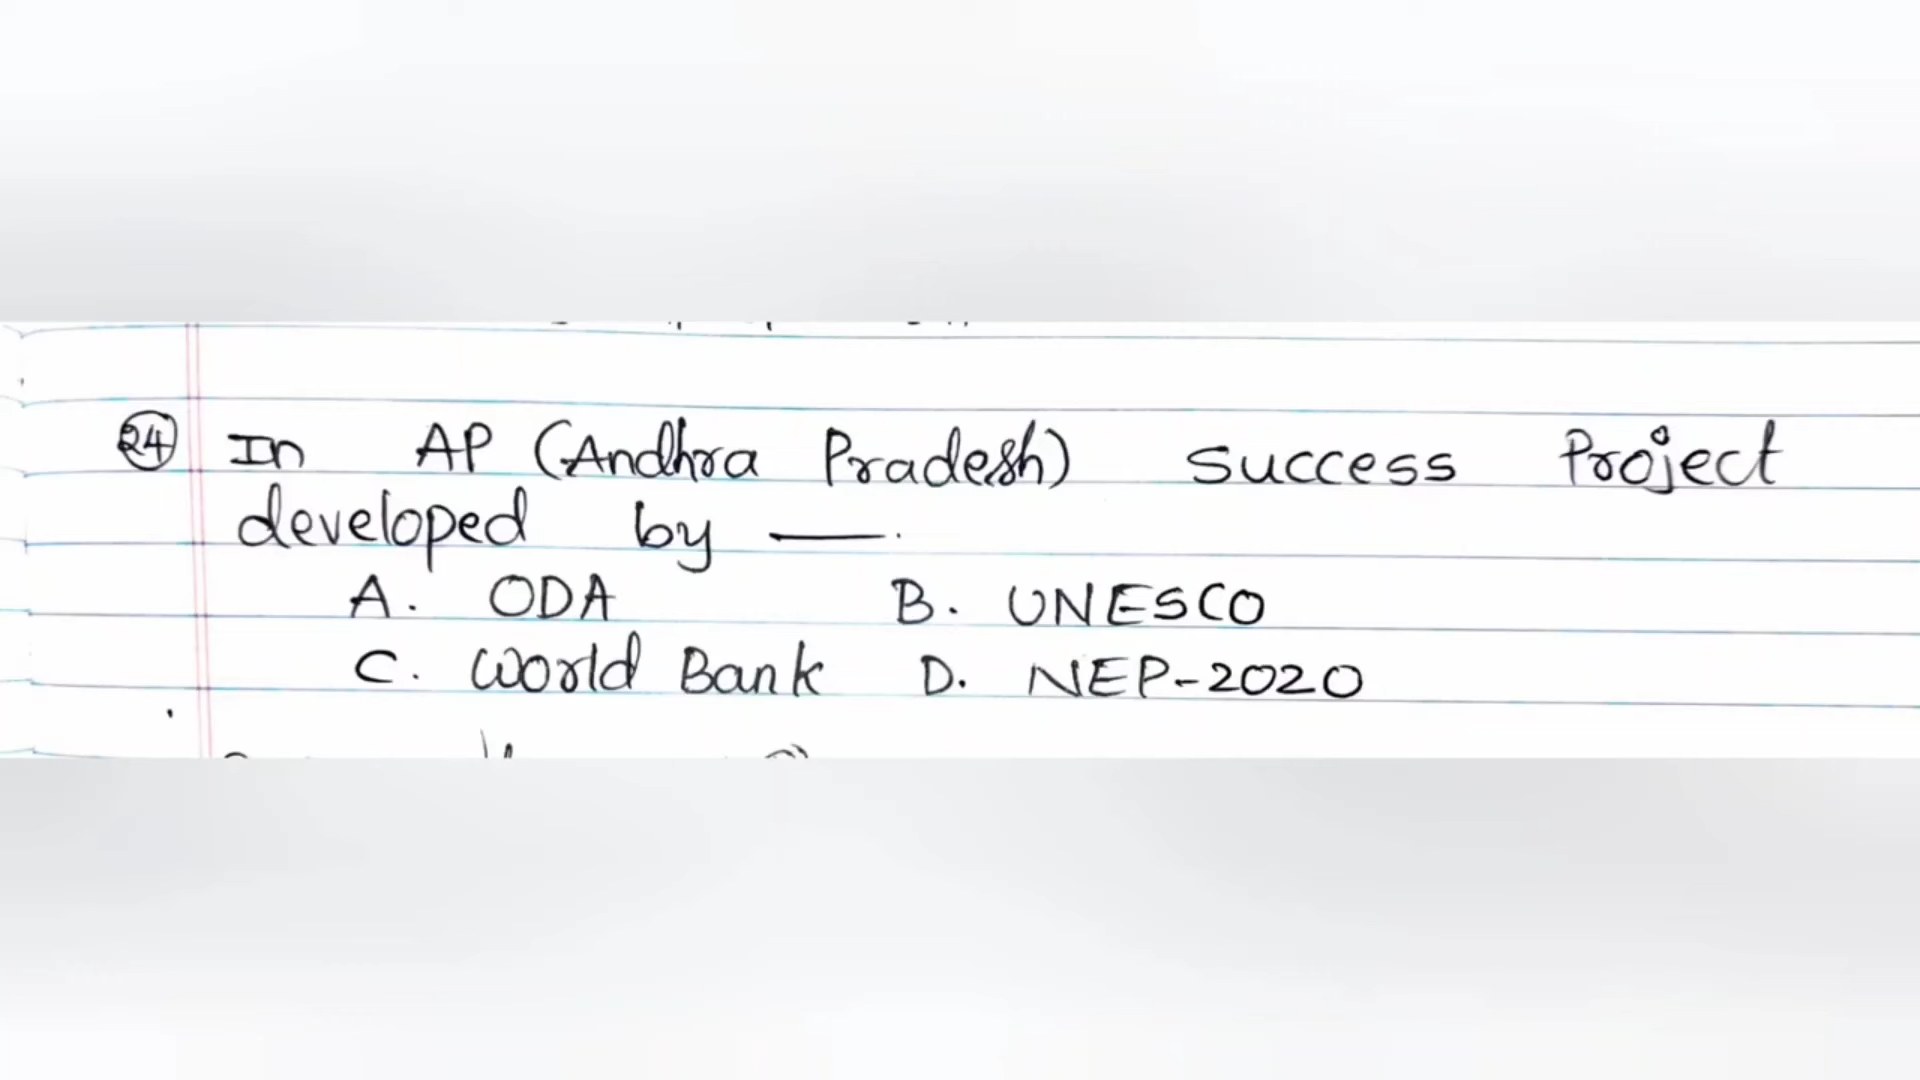 24 In AP (Andhra Pradesh) success Project
developed by —.
A. ODA B. UNESCO
C. World Bank D. NEP-2020